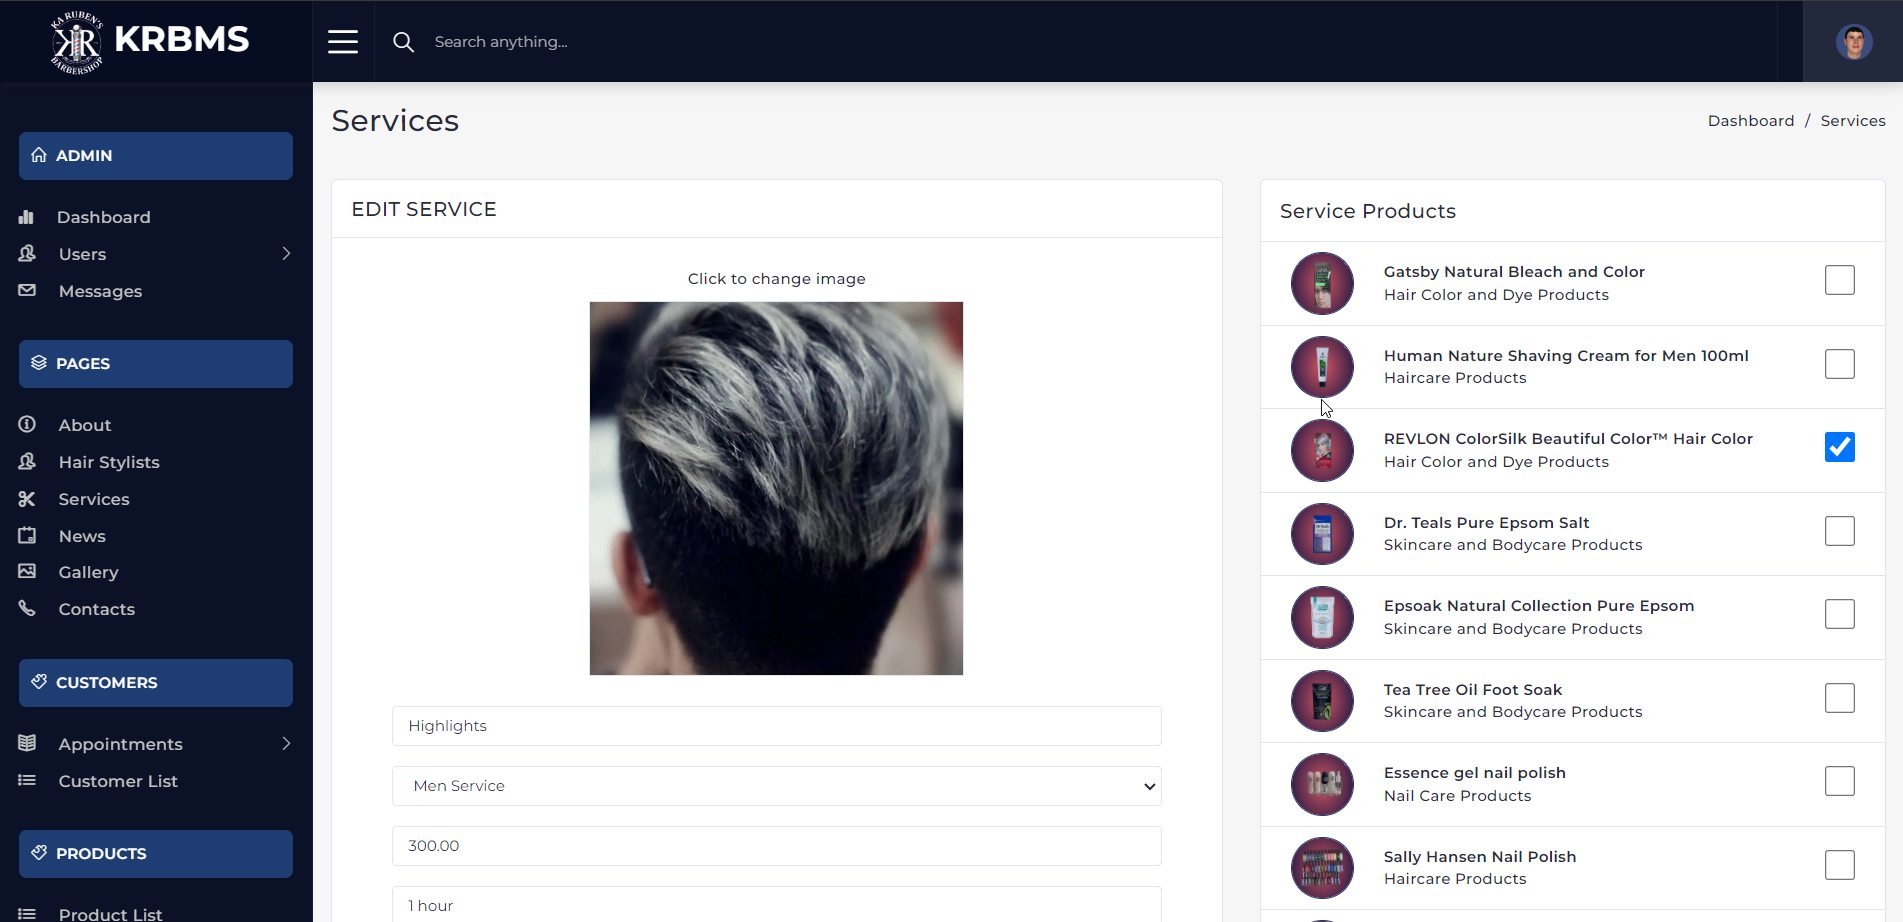 KA RUBEN'S
KR
BARBERSHOP
KRBMS
Search anything...
ADMIN
Dashboard
Users
Messages
PAGES
About
Hair Stylists
Services
News
Gallery
Contacts
CUSTOMERS
Appointments
Customer List
PRODUCTS
Product List
Services
Dashboard / Services
EDIT SERVICE
Click to change image
Highlights
Men Service
300.00
1 hour
Service Products
Gatsby Natural Bleach and Color
Hair Color and Dye Products
Human Nature Shaving Cream for Men 100ml
Haircare Products
REVLON ColorSilk Beautiful Color™ Hair Color
Hair Color and Dye Products
Dr. Teals Pure Epsom Salt
Skincare and Bodycare Products
Epsoak Natural Collection Pure Epsom
Skincare and Bodycare Products
Tea Tree Oil Foot Soak
Skincare and Bodycare Products
Essence gel nail polish
Nail Care Products
Sally Hansen Nail Polish
Haircare Products